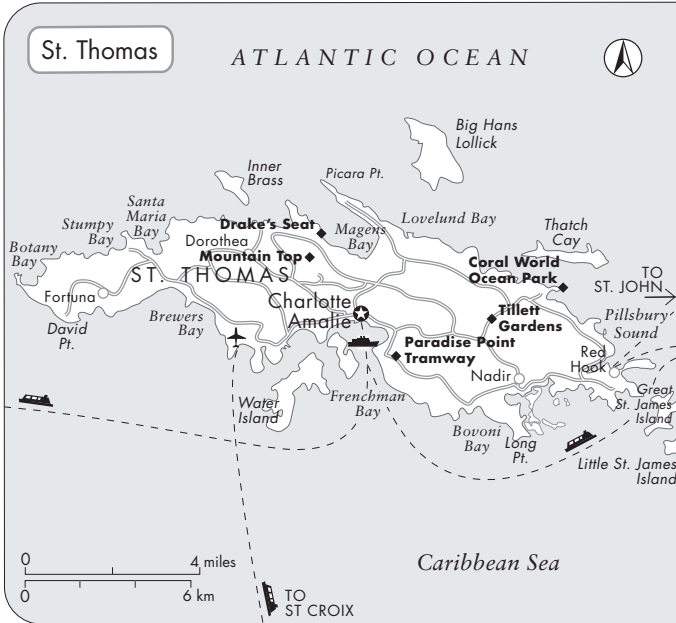 St. Thomas
ATLANTIC OCEAN
Big Hans
Lollick
Inner
Brass
Picara Pt.
Santa
Maria
Bay
Stumpy
Bay
Botany
Bay
Drake's Seat
Magens
Bay
Lovelund Bay
Thatch
Cay
Dorothea
Mountain Top
Coral World
Ocean Park
TO
ST. JOHN
ST. THOMAS
Fortuna
Charlotte
Amalie
Tillett
Gardens
Pillsbury
Sound
David
Pt.
Brewers
Bay
Paradise Point
Tramway
Red
Hook
Nadir
Water
Island
Frenchman
Bay
Great
St. James
Island
Bovoni
Bay
Long
Pt.
Little St. James
Island
Caribbean Sea
0 4 miles
0 6 km
TO
ST CROIX